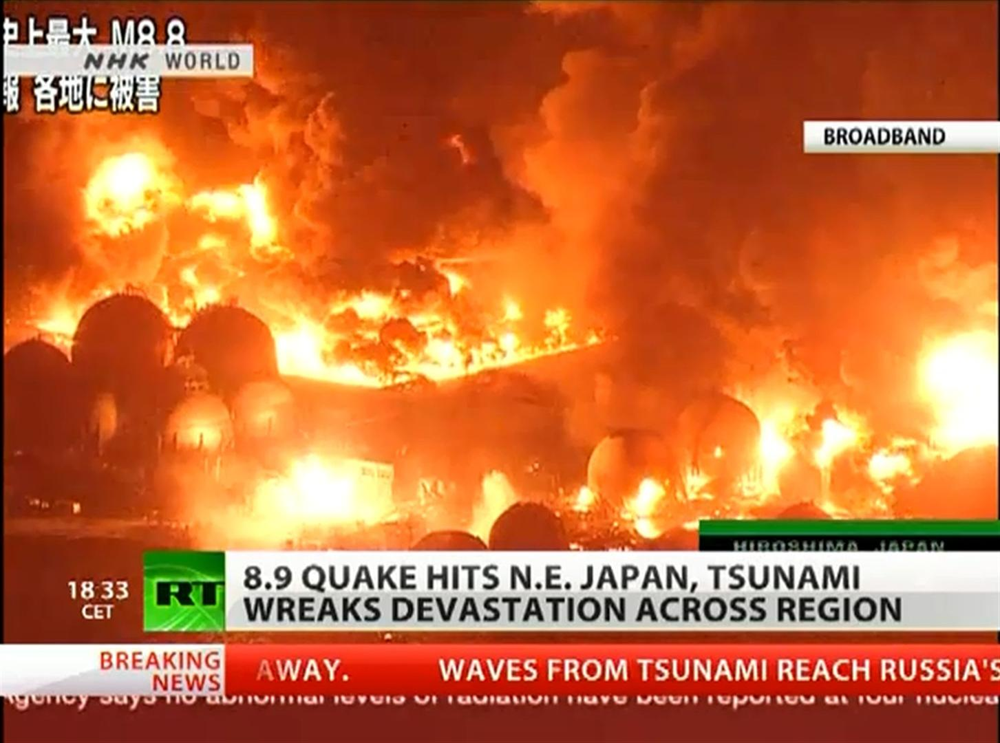 史上最大 M8.8
NHK WORLD
報 各地に被害
BROADBAND
HIROSHIMA, JAPAN
18:33
CET
RT
8.9 QUAKE HITS N.E. JAPAN, TSUNAMI
WREAKS DEVASTATION ACROSS REGION
BREAKING
NEWS
AWAY. WAVES FROM TSUNAMI REACH RUSSIA'S
Agency says no abnormal levels of radiation have been reported at four nuclea